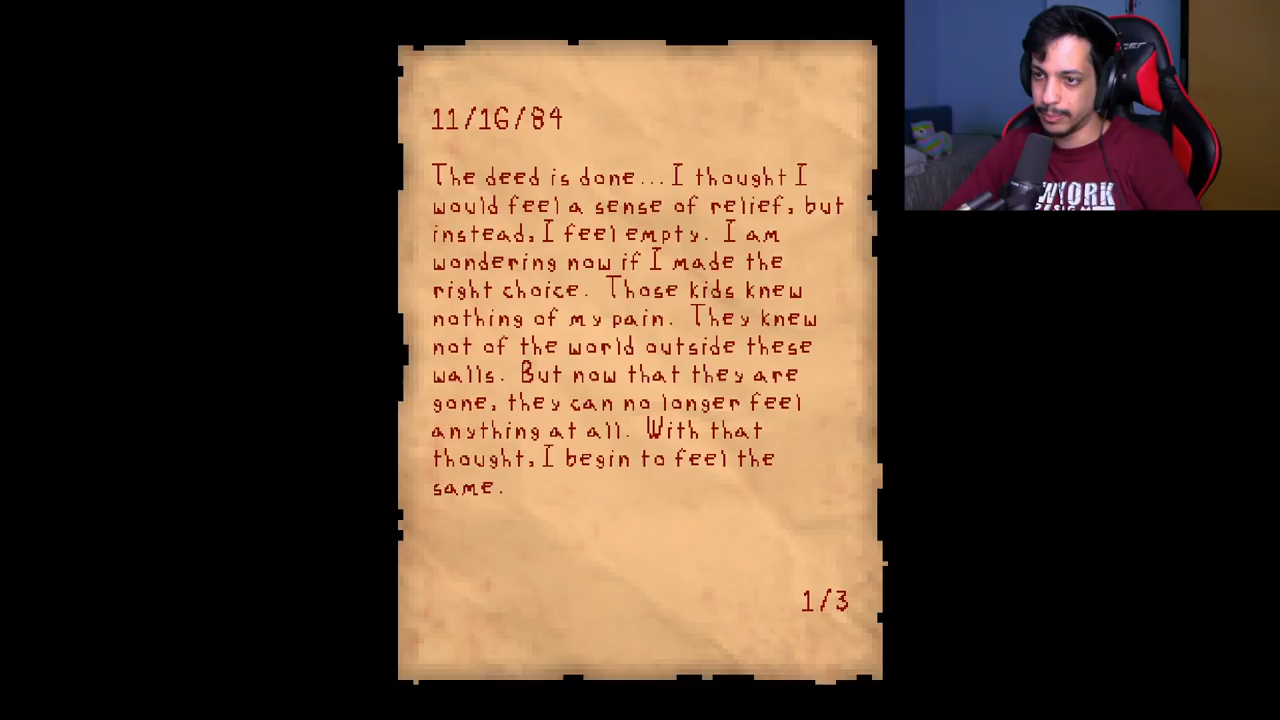 11/16/84
The deed is done... I thought I
would feel a sense of relief, but
instead, I feel empty. I am
wondering now if I made the
right choice. Those kids knew
nothing of my pain. They knew
not of the world outside these
walls. But now that they are
gone, they can no longer feel
anything at all. With that
thought, I begin to feel the
same.
1/3